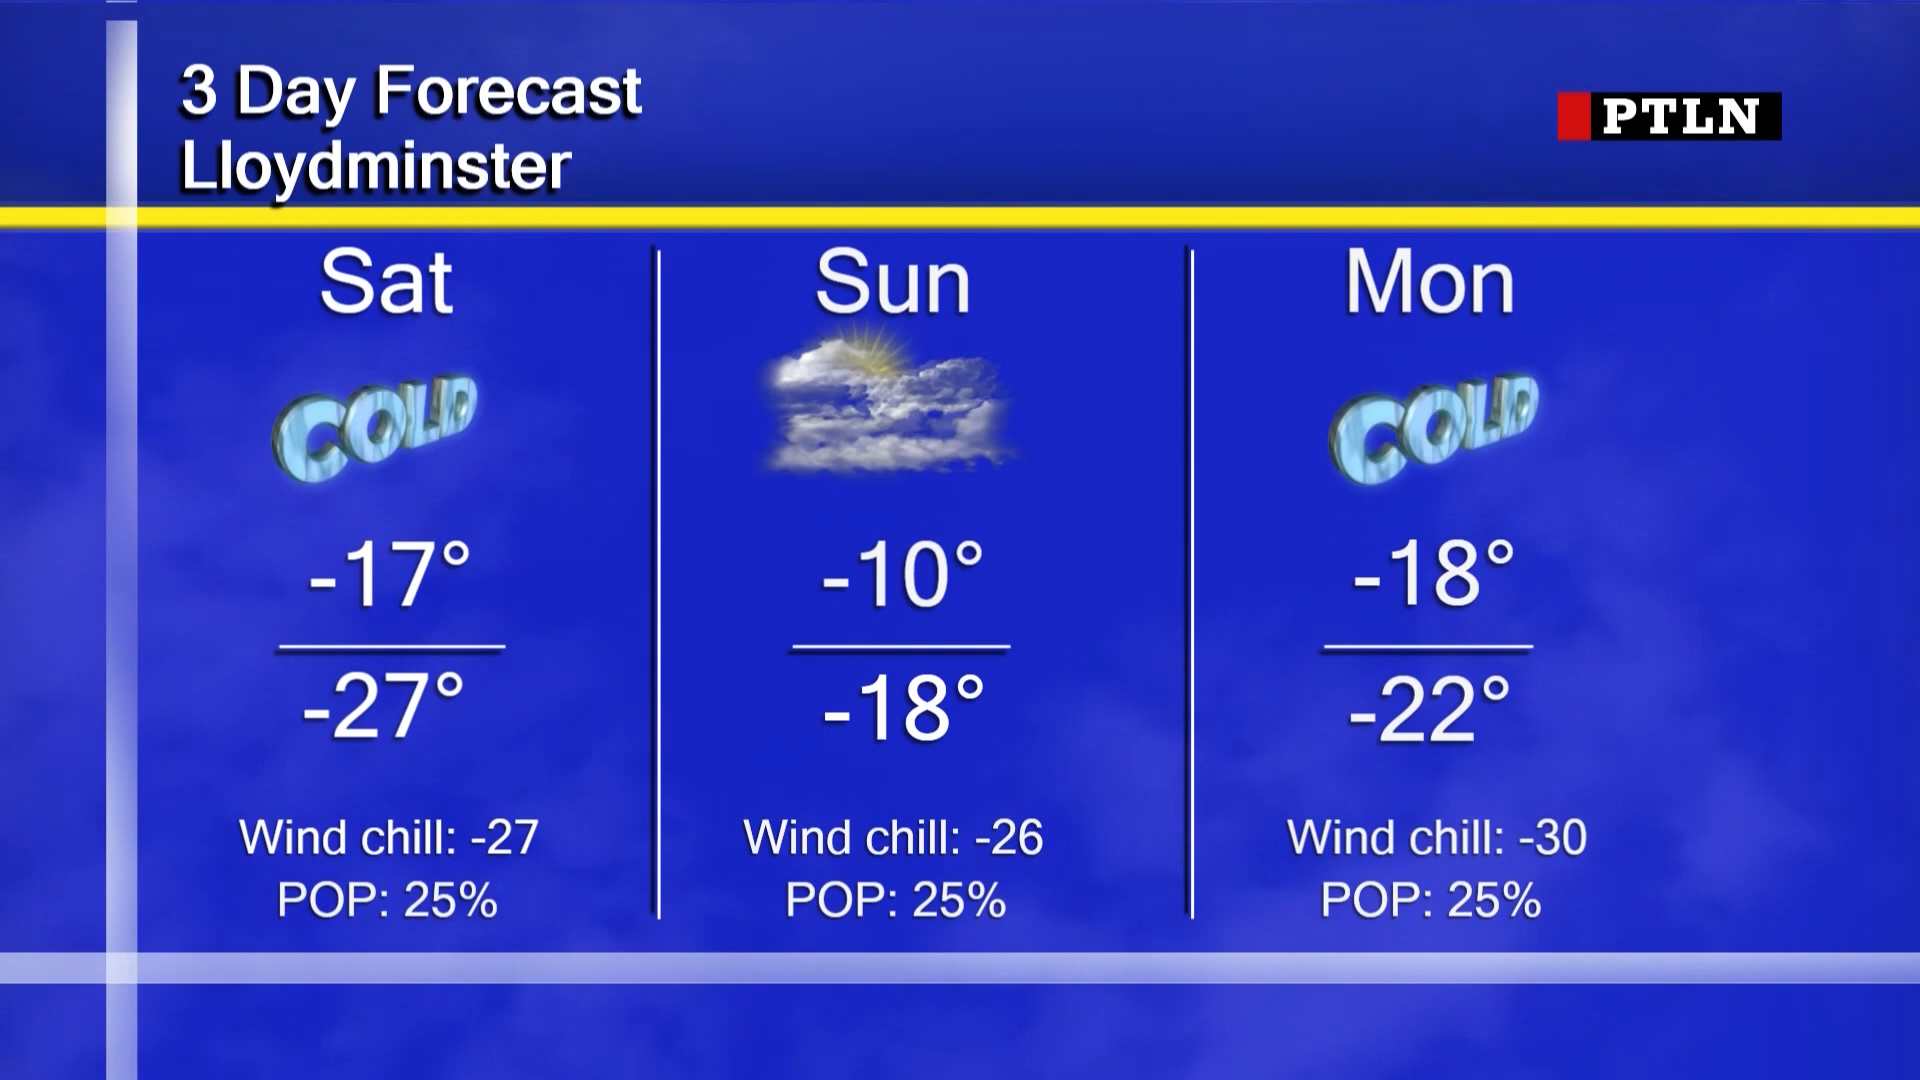 3 Day Forecast
Lloydminster
PTLN
Sat
COLD
-17°
-27°
Wind chill: -27
POP: 25%
Sun
-10°
-18°
Wind chill: -26
POP: 25%
Mon
COLD
-18°
-22°
Wind chill: -30
POP: 25%